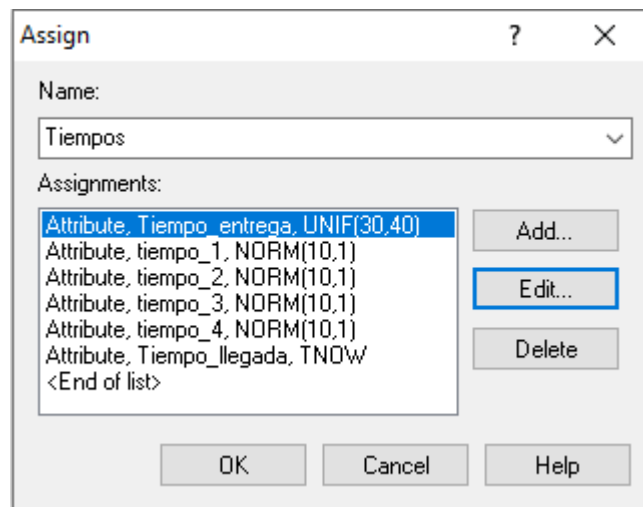 Assign ? ×
Name:
Tiempos
Assignments:
Attribute, Tiempo_entrega, UNIF(30,40)
Attribute, tiempo_1, NORM(10,1)
Attribute, tiempo_2, NORM(10,1)
Attribute, tiempo_3, NORM(10,1)
Attribute, tiempo_4, NORM(10,1)
Attribute, Tiempo_llegada, TNOW
<End of list>
Add...
Edit...
Delete
OK Cancel Help